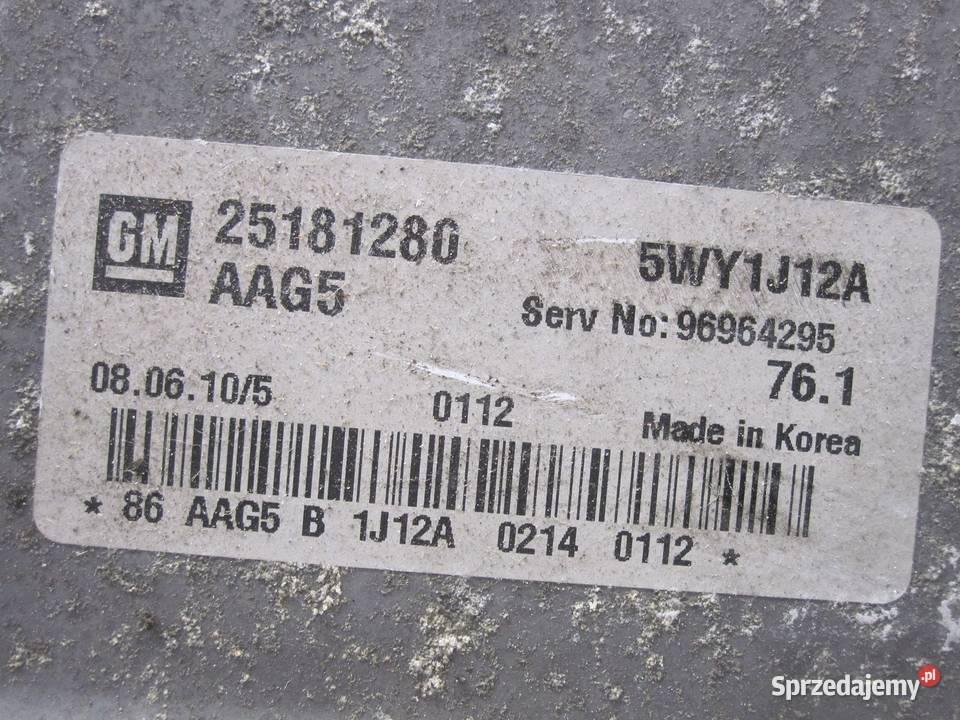 GM 25181280
AAG5
5WY1J12A
Serv No: 96964295
76.1
08.06.10/5
0112
Made in Korea
* 86 AAG5 B 1J12A 0214 0112 *
Sprzedajemy.pl